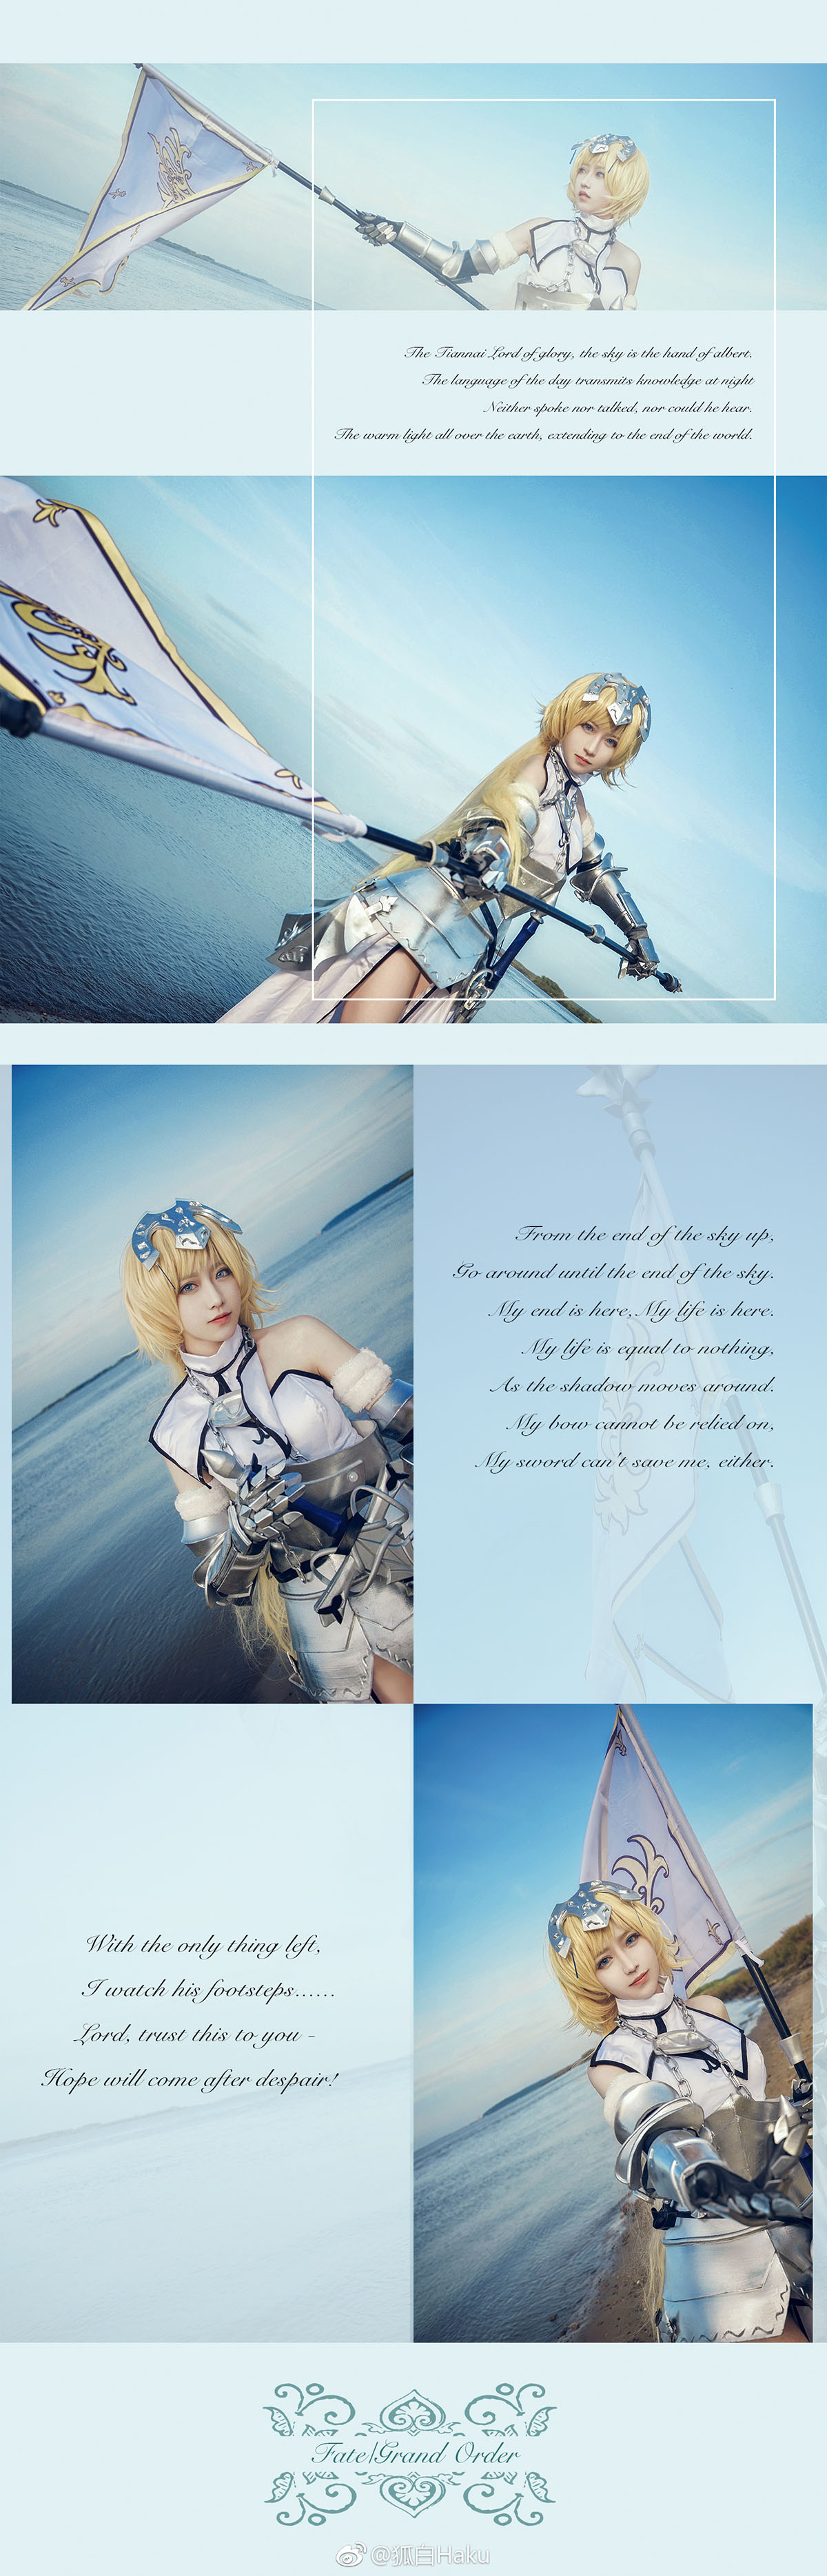 The Tiannai Lord of glory, the sky is the hand of albert.
The language of the day transmits knowledge at night
Neither spoke nor talked, nor could he hear.
The warm light all over the earth, extending to the end of the world.
From the end of the sky up,
Go around until the end of the sky.
My end is here,My life is here.
My life is equal to nothing,
As the shadow moves around.
My bow cannot be relied on,
My sword can't save me, either.
With the only thing left,
I watch his footsteps......
Lord, trust this to you -
Hope will come after despair!
Fate/Grand Order
@狐白Haku